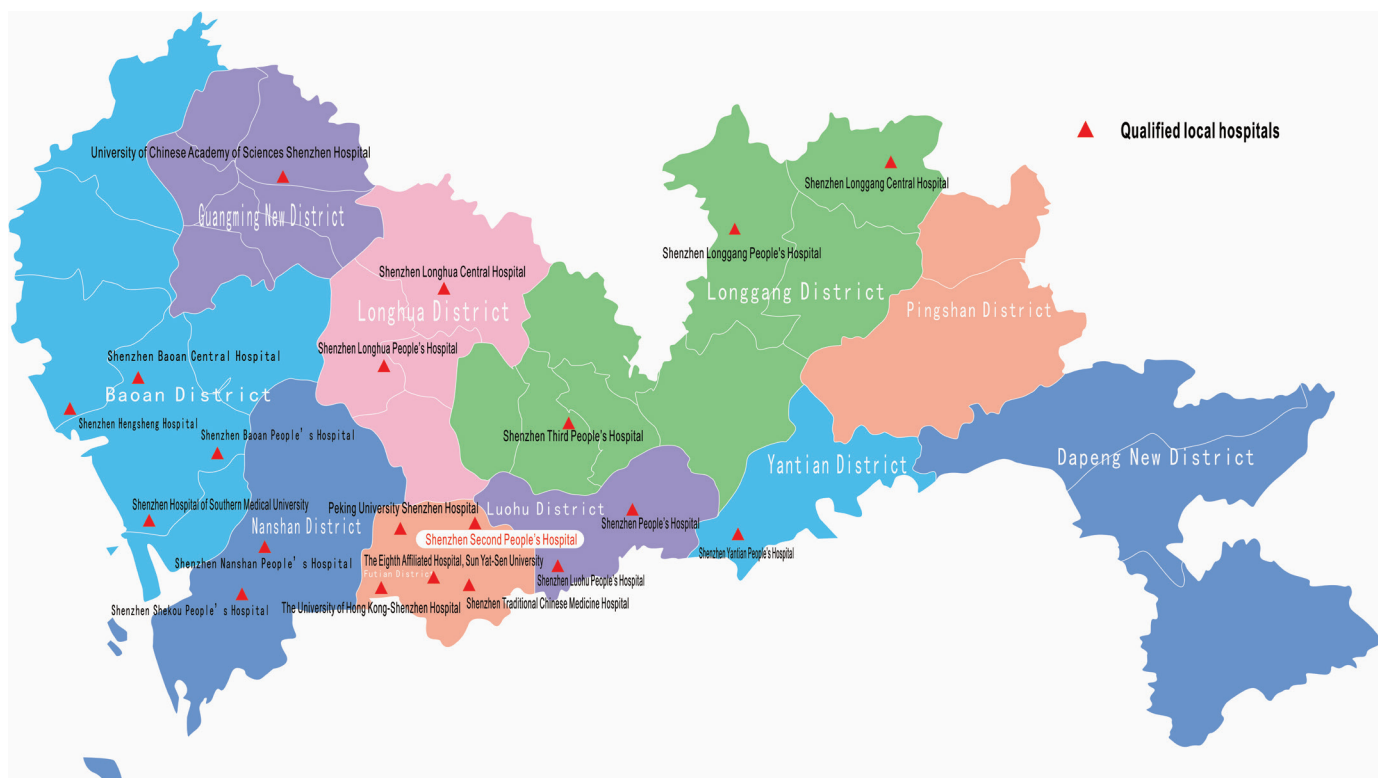 Qualified local hospitals
University of Chinese Academy of Sciences Shenzhen Hospital
Shenzhen Longgang Central Hospital
Guangming New District
Shenzhen Longgang People's Hospital
Shenzhen Longhua Central Hospital
Longgang District
Longhua District
Pingshan District
Shenzhen Longhua People's Hospital
Shenzhen Baoan Central Hospital
Baoan District
Shenzhen Hengsheng Hospital
Shenzhen Baoan People's Hospital
Shenzhen Third People's Hospital
Yantian District
Dapeng New District
Shenzhen Hospital of Southern Medical University
Peking University Shenzhen Hospital
Luohu District
Nanshan District
Shenzhen People's Hospital
Shenzhen Second People's Hospital
Shenzhen Yantian People's Hospital
Shenzhen Nanshan People's Hospital
The Eighth Affiliated Hospital, Sun Yat-Sen University
Futian District
Shenzhen Luohu People's Hospital
Shenzhen Shekou People's Hospital
The University of Hong Kong-Shenzhen Hospital
Shenzhen Traditional Chinese Medicine Hospital